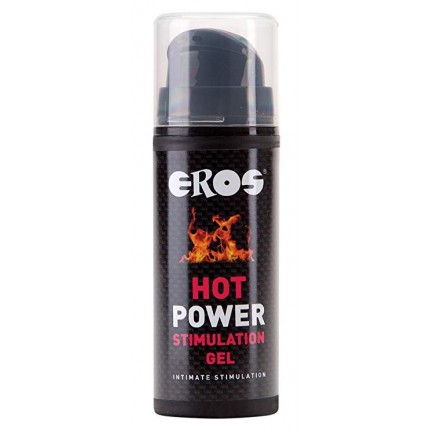 EROS
HOT
POWER
STIMULATION
GEL
INTIMATE STIMULATION